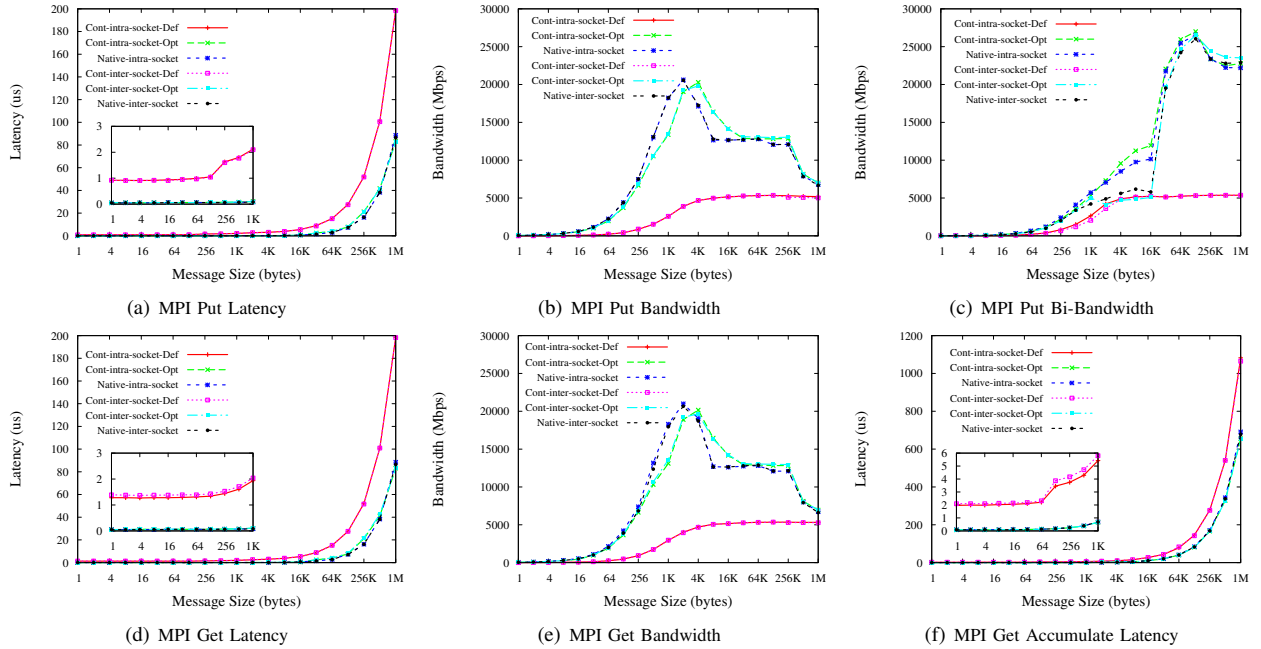 Latency (us)
200
180
160
140
120
100
80
60
40
20
0
Cont-intra-socket-Def
Cont-intra-socket-Opt
Native-intra-socket
Cont-inter-socket-Def
Cont-inter-socket-Opt
Native-inter-socket
3
2
1
0
1 4 16 64 256 1K
1 4 16 64 256 1K 4K 16K 64K 256K 1M
Message Size (bytes)
(a) MPI Put Latency
Bandwidth (Mbps)
30000
25000
20000
15000
10000
5000
0
Cont-intra-socket-Def
Cont-intra-socket-Opt
Native-intra-socket
Cont-inter-socket-Def
Cont-inter-socket-Opt
Native-inter-socket
1 4 16 64 256 1K 4K 16K 64K 256K 1M
Message Size (bytes)
(b) MPI Put Bandwidth
Bandwidth (Mbps)
30000
25000
20000
15000
10000
5000
0
Cont-intra-socket-Def
Cont-intra-socket-Opt
Native-intra-socket
Cont-inter-socket-Def
Cont-inter-socket-Opt
Native-inter-socket
1 4 16 64 256 1K 4K 16K 64K 256K 1M
Message Size (bytes)
(c) MPI Put Bi-Bandwidth
Latency (us)
200
180
160
140
120
100
80
60
40
20
0
Cont-intra-socket-Def
Cont-intra-socket-Opt
Native-intra-socket
Cont-inter-socket-Def
Cont-inter-socket-Opt
Native-inter-socket
3
2
1
0
1 4 16 64 256 1K
1 4 16 64 256 1K 4K 16K 64K 256K 1M
Message Size (bytes)
(d) MPI Get Latency
Bandwidth (Mbps)
30000
25000
20000
15000
10000
5000
0
Cont-intra-socket-Def
Cont-intra-socket-Opt
Native-intra-socket
Cont-inter-socket-Def
Cont-inter-socket-Opt
Native-inter-socket
1 4 16 64 256 1K 4K 16K 64K 256K 1M
Message Size (bytes)
(e) MPI Get Bandwidth
Latency (us)
1200
1000
800
600
400
200
0
Cont-intra-socket-Def
Cont-intra-socket-Opt
Native-intra-socket
Cont-inter-socket-Def
Cont-inter-socket-Opt
Native-inter-socket
6
5
4
3
2
1
0
1 4 16 64 256 1K
1 4 16 64 256 1K 4K 16K 64K 256K 1M
Message Size (bytes)
(f) MPI Get Accumulate Latency